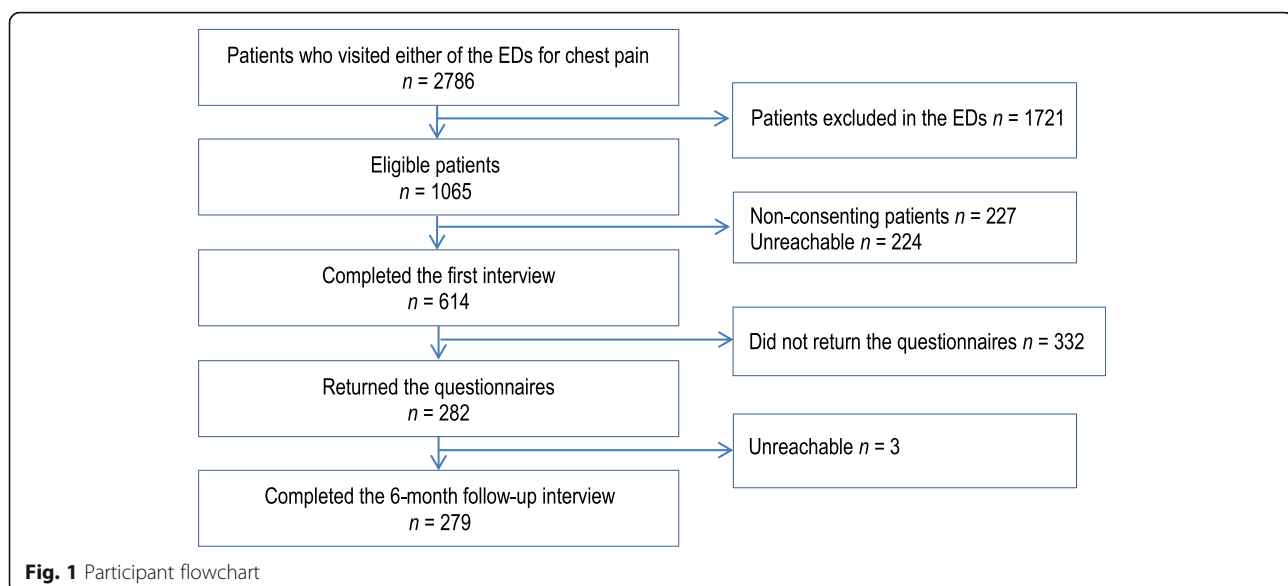 Patients who visited either of the EDs for chest pain
n = 2786
Patients excluded in the EDs n = 1721
Eligible patients
n = 1065
Non-consenting patients n = 227
Unreachable n = 224
Completed the first interview
n = 614
Did not return the questionnaires n = 332
Returned the questionnaires
n = 282
Unreachable n = 3
Completed the 6-month follow-up interview
n = 279
Fig. 1 Participant flowchart